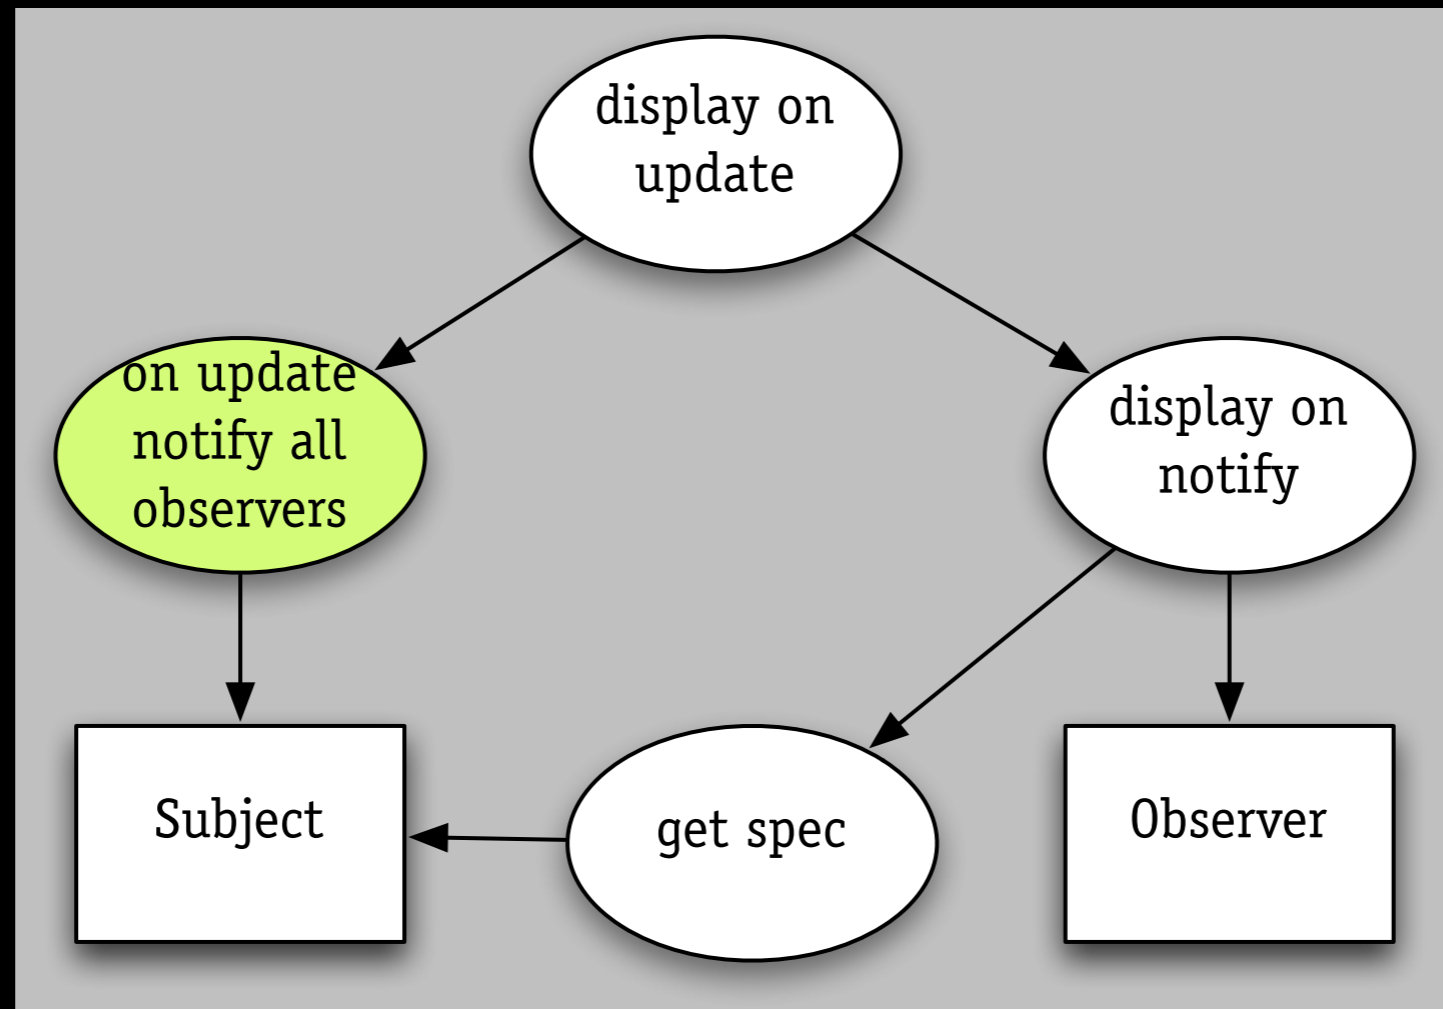 display on
update
on update
notify all
observers
display on
notify
Subject
get spec
Observer